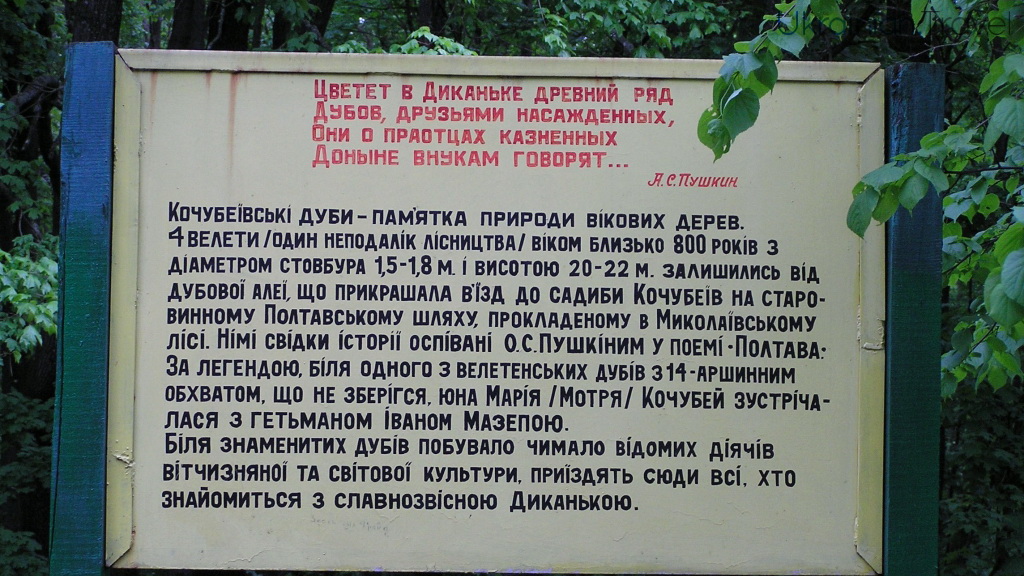 Ukraine Travel
Цветет в Диканьке древний ряд
Дубов, друзьями насажденных,
Они о праотцах казненных
Доныне внукам говорят...
А.С.Пушкин
Кочубеївські дуби – пам'ятка природи вікових дерев.
4 велети /один неподалік лісництва/ віком близько 800 років з
діаметром стовбура 1,5-1,8 м. і висотою 20-22 м. залишились від
дубової алеї, що прикрашала в'їзд до садиби Кочубеїв на старо-
винному Полтавському шляху, прокладеному в Миколаївському
лісі. Німі свідки історії оспівані О.С.Пушкіним у поемі "Полтава".
За легендою, біля одного з велетенських дубів з 14-аршинним
обхватом, що не зберігся, юна Марія /Мотря/ Кочубей зустріча-
лася з гетьманом Іваном Мазепою.
Біля знаменитих дубів побувало чимало відомих діячів
вітчизняної та світової культури, приїздять сюди всі, хто
знайомиться з славнозвісною Диканькою.